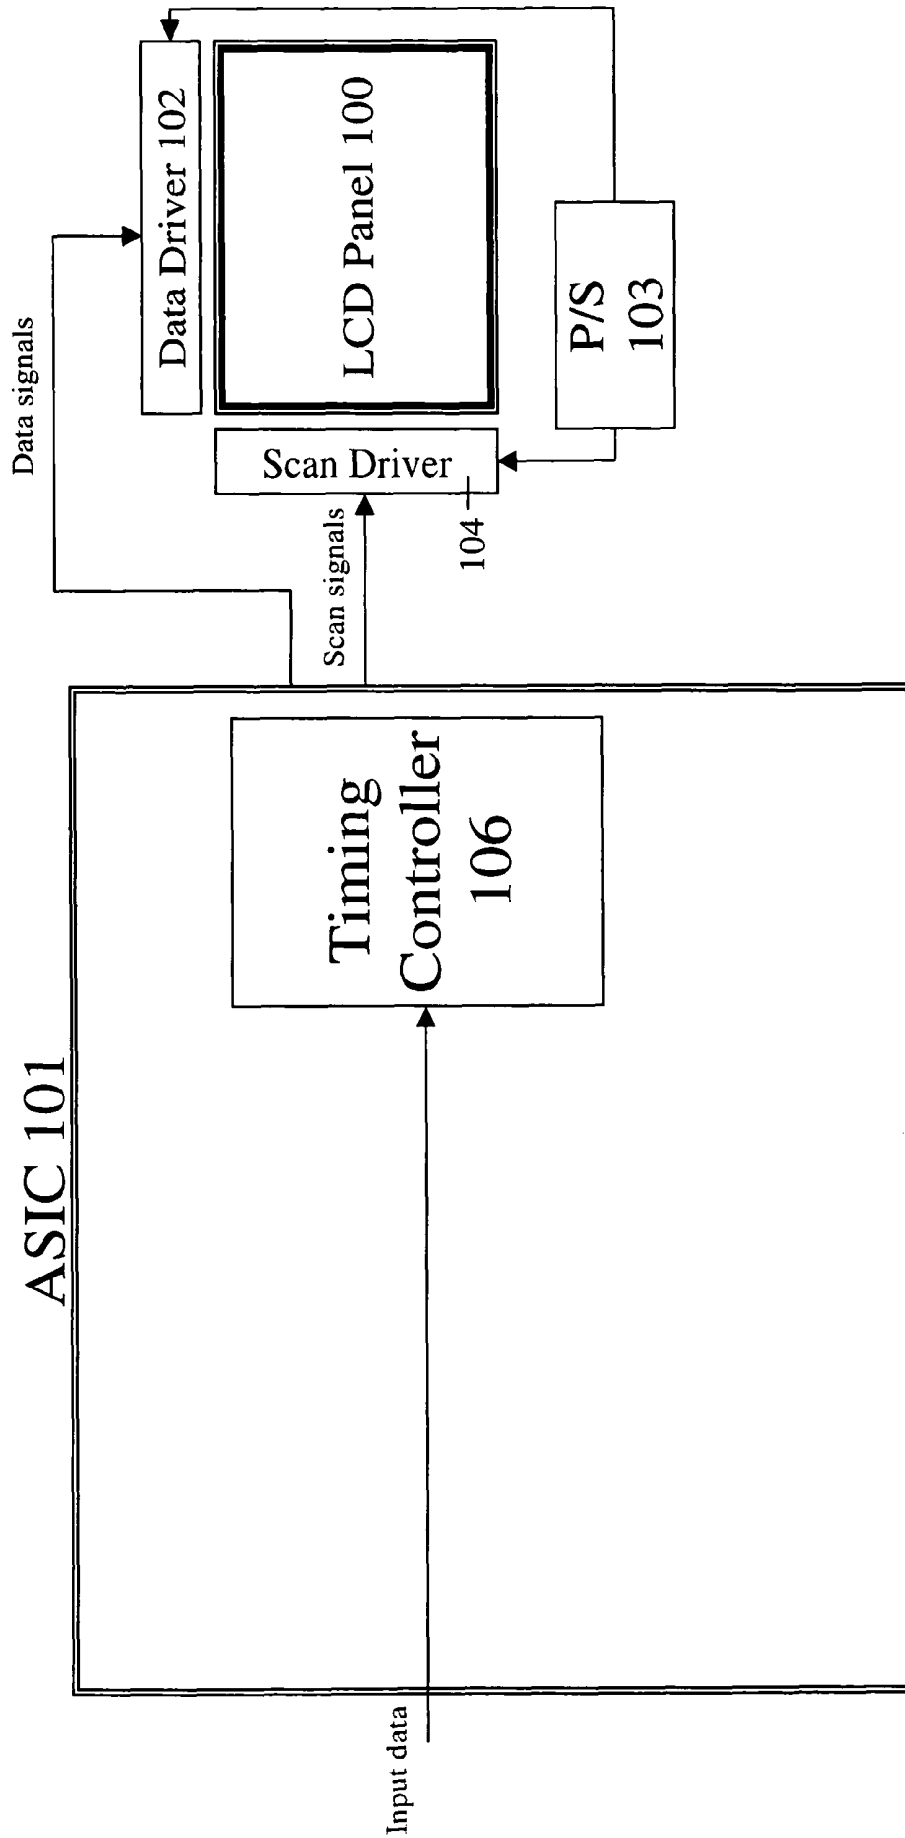 ASIC 101
Input data
Timing
Controller
106
Data signals
Scan signals
Data Driver 102
Scan Driver
104
LCD Panel 100
P/S
103